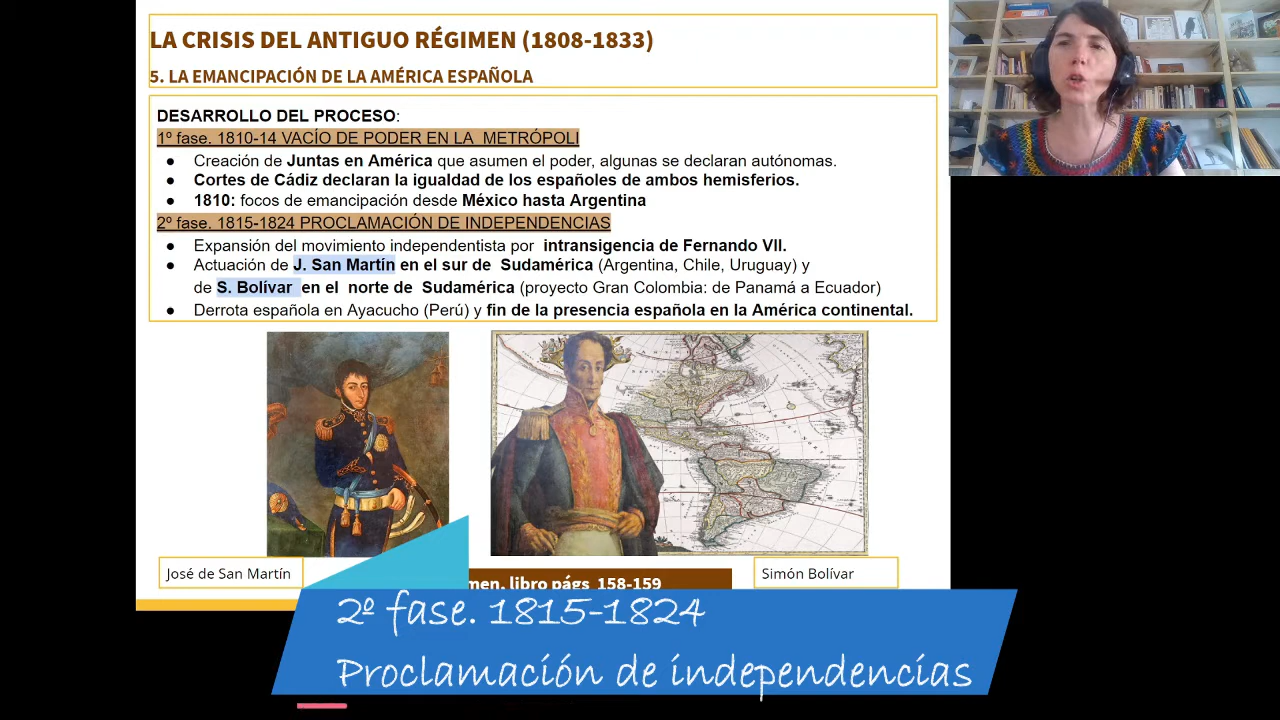 LA CRISIS DEL ANTIGUO RÉGIMEN (1808-1833)
5. LA EMANCIPACIÓN DE LA AMÉRICA ESPAÑOLA
DESARROLLO DEL PROCESO:
1º fase. 1810-14 VACÍO DE PODER EN LA METRÓPOLI
● Creación de Juntas en América que asumen el poder, algunas se declaran autónomas.
● Cortes de Cádiz declaran la igualdad de los españoles de ambos hemisferios.
● 1810: focos de emancipación desde México hasta Argentina
2º fase. 1815-1824 PROCLAMACIÓN DE INDEPENDENCIAS
● Expansión del movimiento independentista por intransigencia de Fernando VII.
● Actuación de J. San Martín en el sur de Sudamérica (Argentina, Chile, Uruguay) y
de S. Bolívar en el norte de Sudamérica (proyecto Gran Colombia: de Panamá a Ecuador)
● Derrota española en Ayacucho (Perú) y fin de la presencia española en la América continental.
José de San Martín
libro págs 158-159
Simón Bolívar
2º fase. 1815-1824
Proclamación de independencias